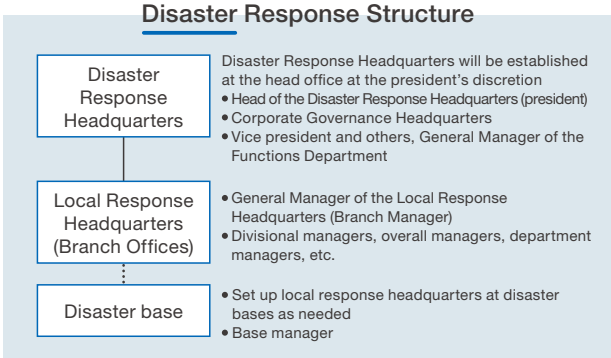 Disaster Response Structure
Disaster
Response
Headquarters
Disaster Response Headquarters will be established
at the head office at the president's discretion
• Head of the Disaster Response Headquarters (president)
• Corporate Governance Headquarters
• Vice president and others, General Manager of the
Functions Department
Local Response
Headquarters
(Branch Offices)
• General Manager of the Local Response
Headquarters (Branch Manager)
• Divisional managers, overall managers, department
managers, etc.
Disaster base
• Set up local response headquarters at disaster
bases as needed
• Base manager